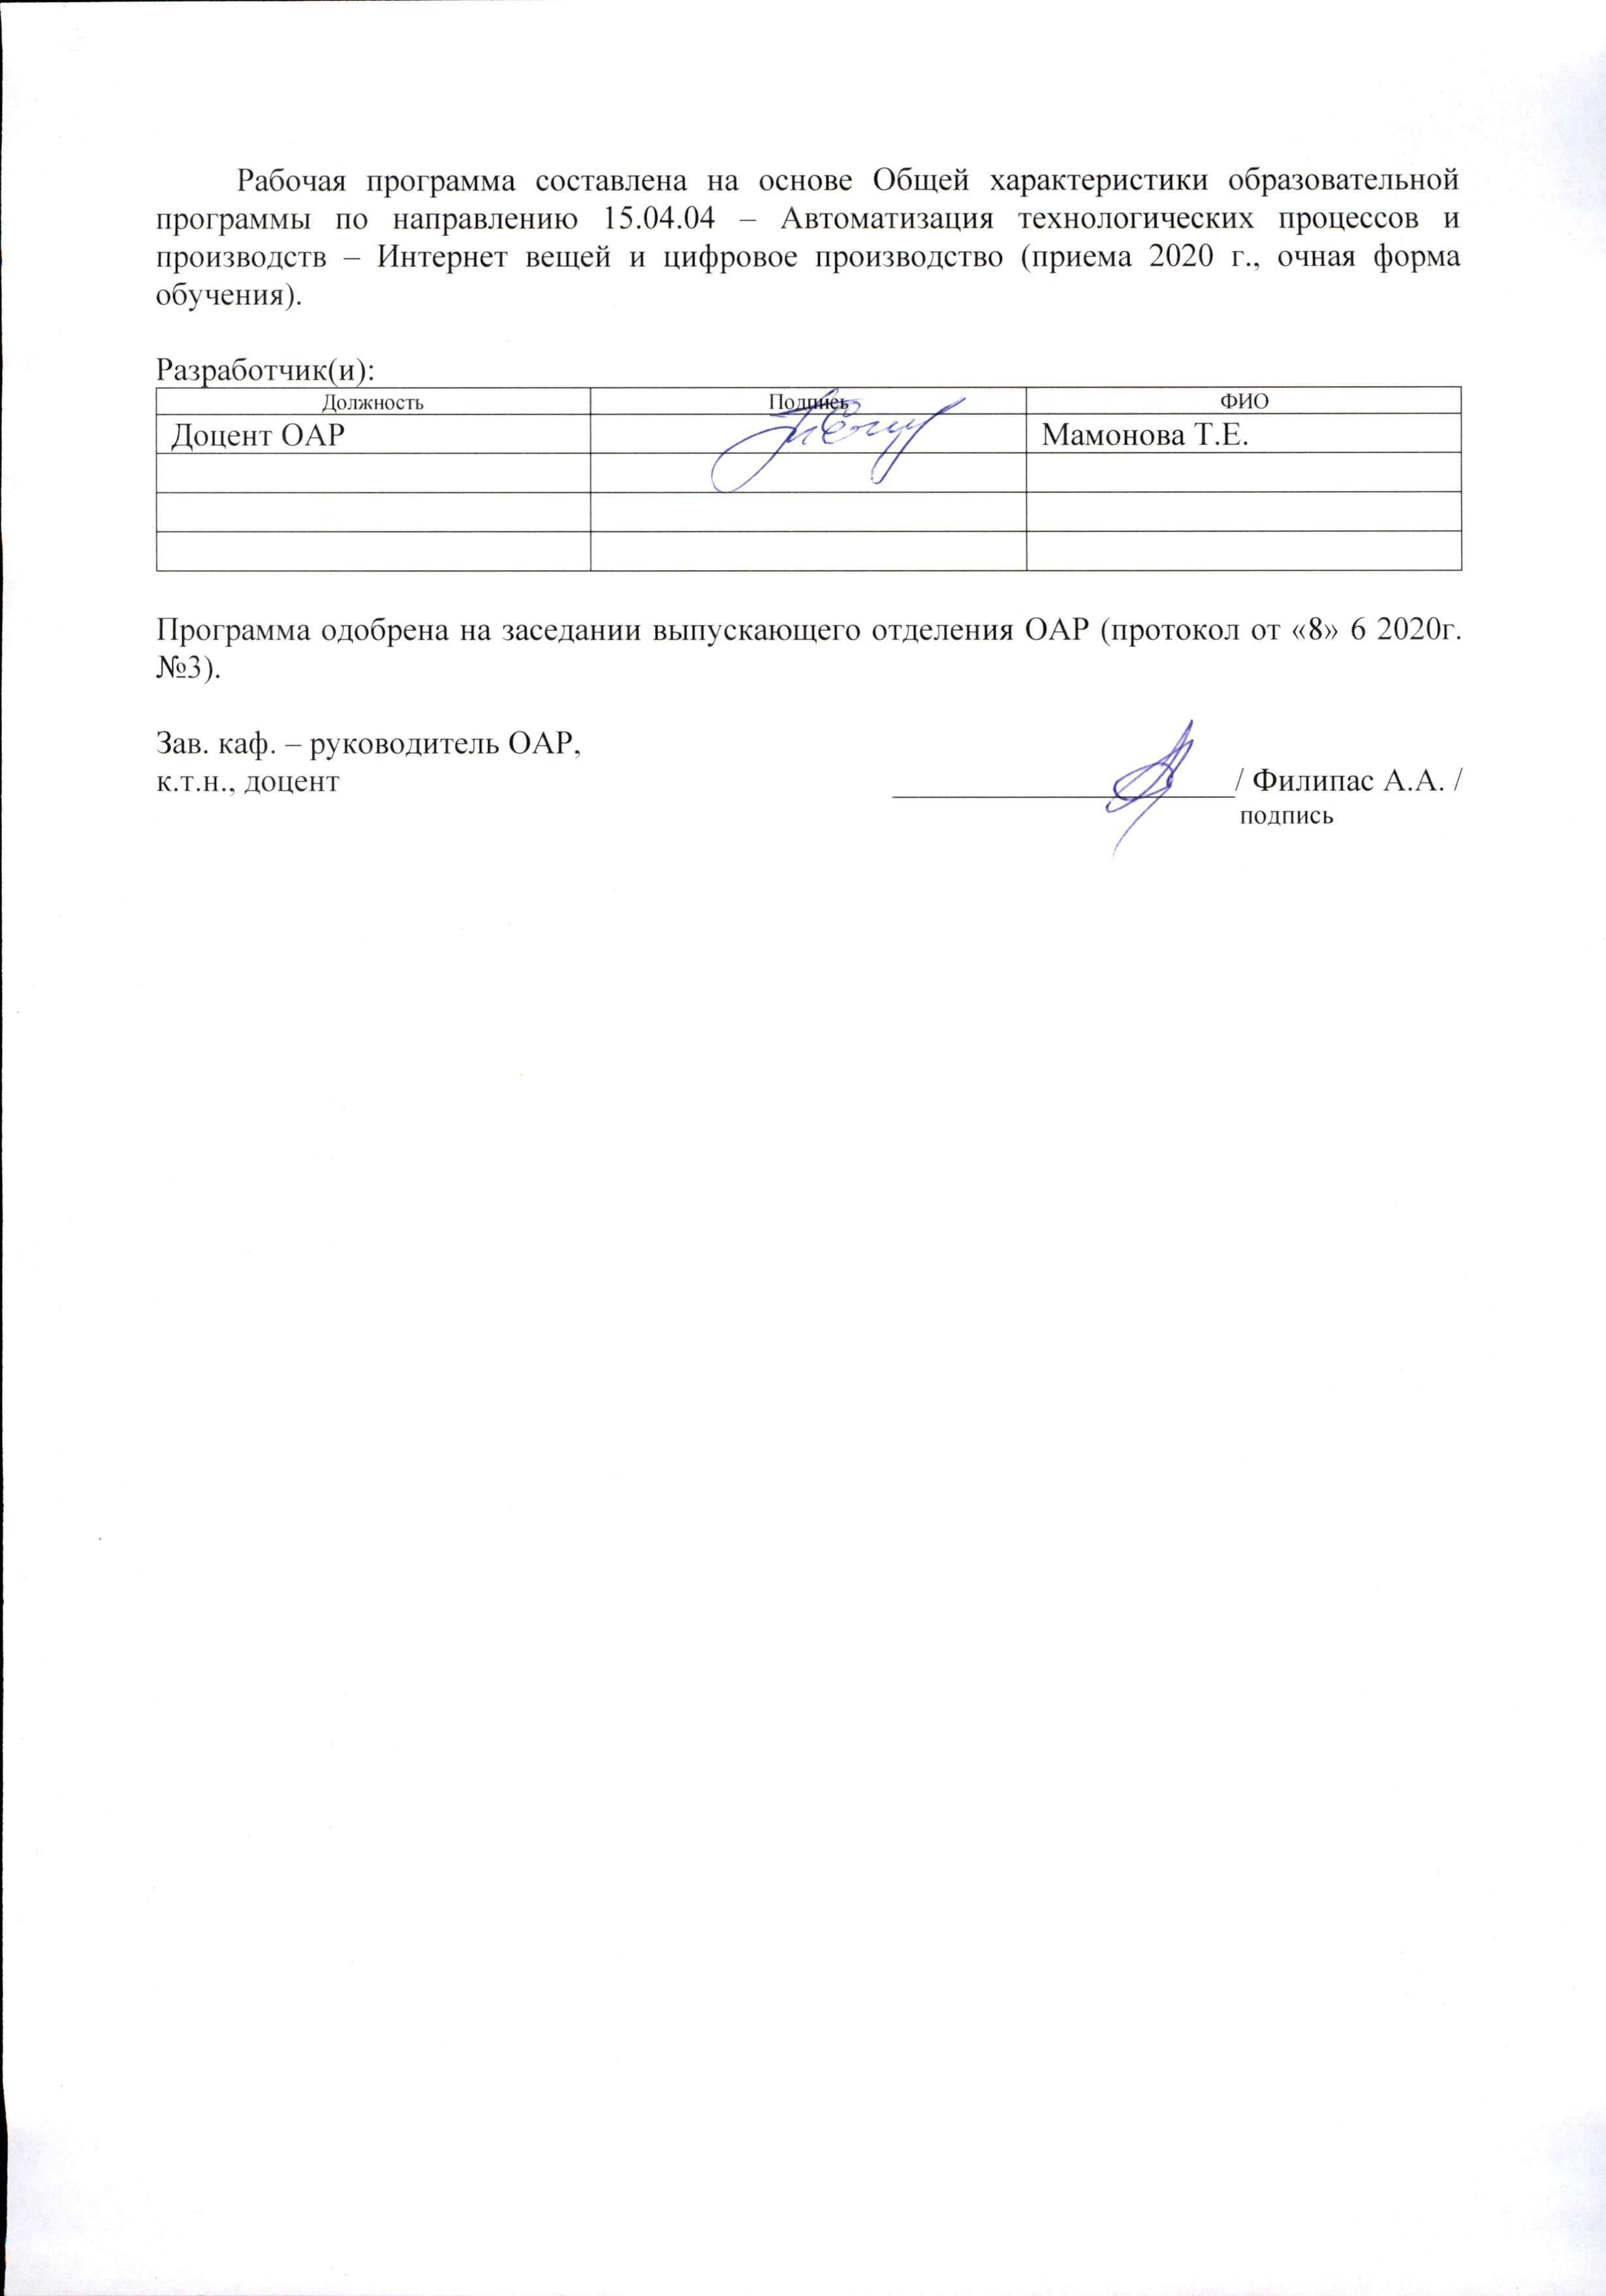 Рабочая программа составлена на основе Общей характеристики образовательной
программы по направлению 15.04.04 – Автоматизация технологических процессов и
производств – Интернет вещей и цифровое производство (приема 2020 г., очная форма
обучения).
Разработчик(и):
Должность Подпись ФИО
Доцент ОАР Мамонова Т.Е.
Программа одобрена на заседании выпускающего отделения ОАР (протокол от «8» 6 2020г.
№3).
Зав. каф. – руководитель ОАР,
к.т.н., доцент / Филипас А.А. /
подпись